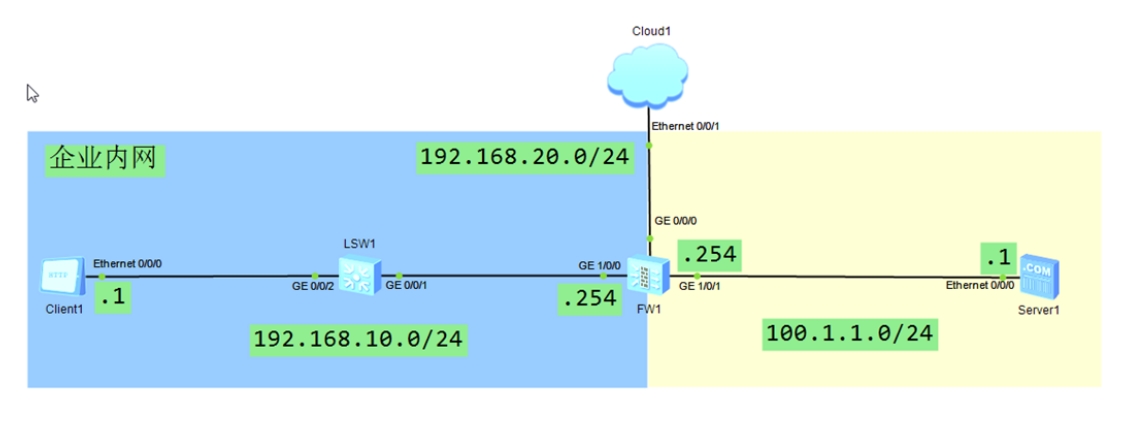 Cloud1
Ethernet 0/0/1
企业内网
192.168.20.0/24
GE 0/0/0
LSW1
.254
.1
Ethernet 0/0/0
GE 1/0/0
.COM
HTTP
GE 0/0/2
GE 0/0/1
GE 1/0/1
Ethernet 0/0/0
.1
.254
Client1
FW1
Server1
192.168.10.0/24
100.1.1.0/24